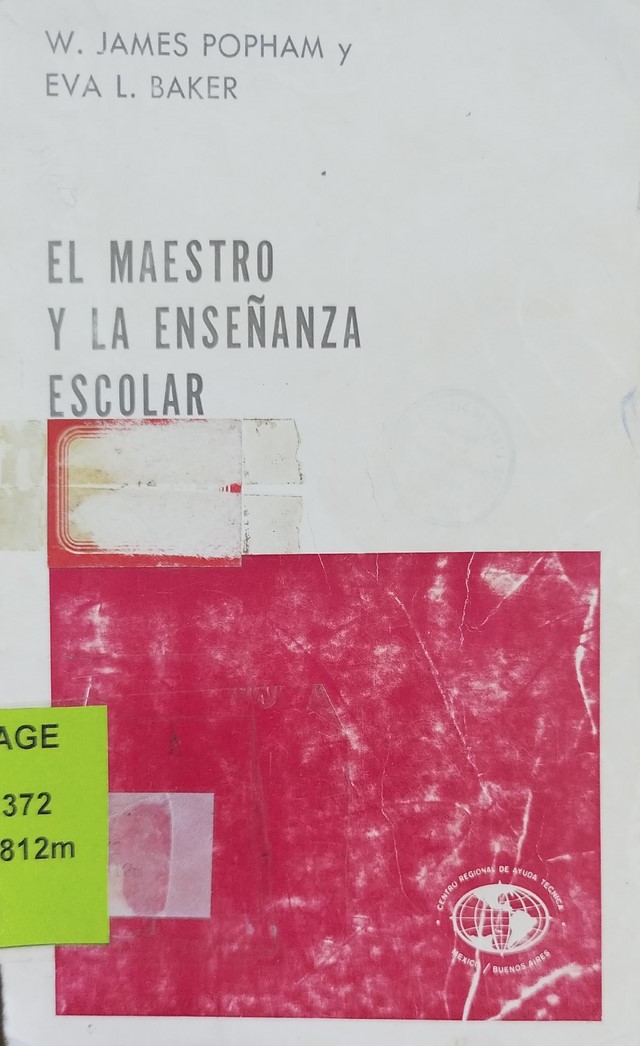 W. JAMES POPHAM y
EVA L. BAKER
EL MAESTRO
Y LA ENSEÑANZA
ESCOLAR
AGE
372
812m
CENTRO REGIONAL DE AYUDA TECNICA
MEXICO / BUENOS AIRES